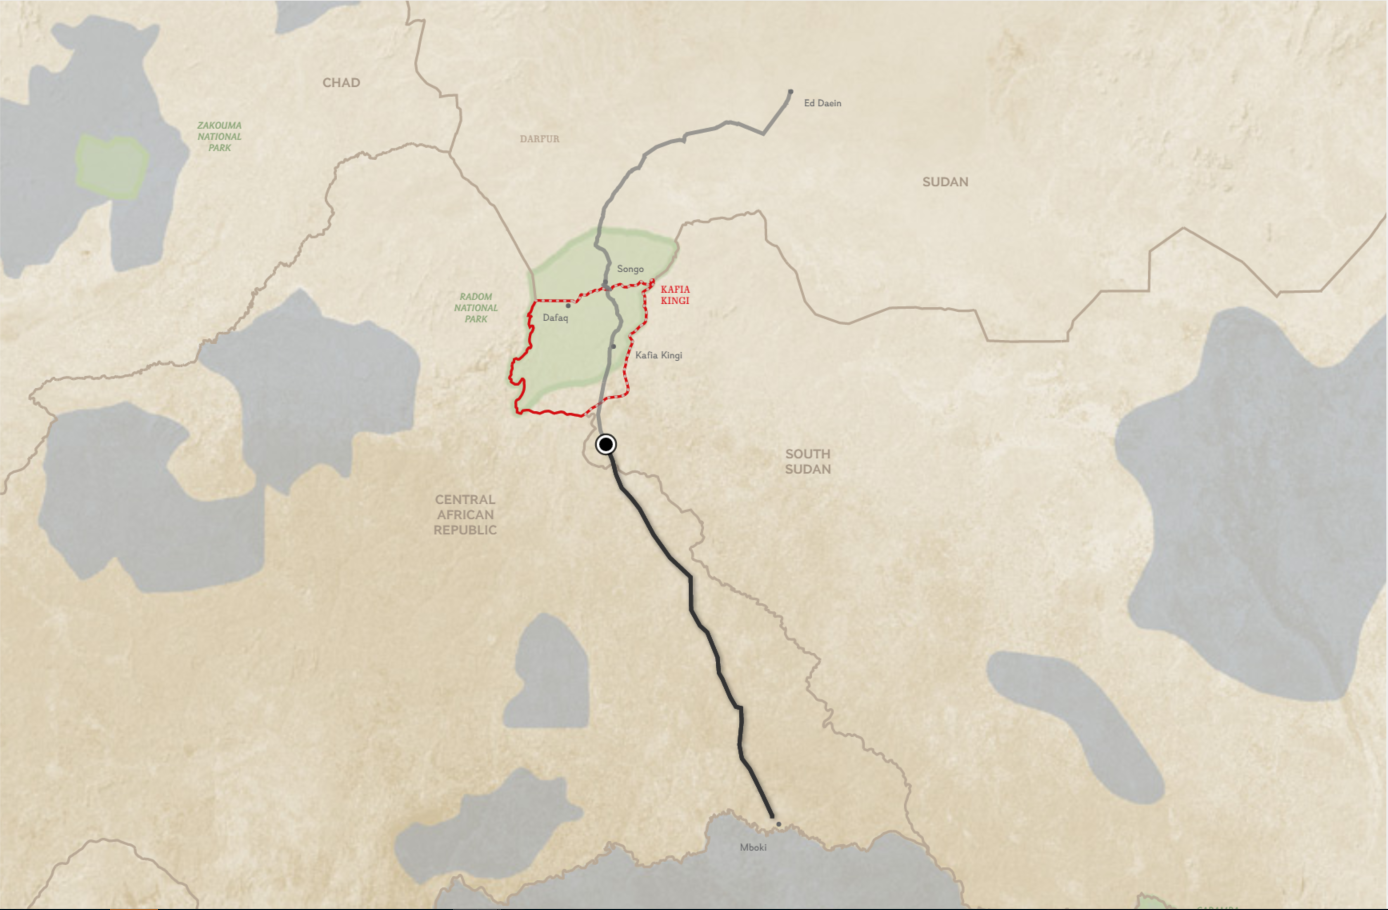 CHAD
Ed Daein
ZAKOUMA
NATIONAL
PARK
DARFUR
SUDAN
Songo
KAFIA
KINGI
RADOM
NATIONAL
PARK
Dafaq
Kafia Kingi
SOUTH
SUDAN
CENTRAL
AFRICAN
REPUBLIC
Mboki